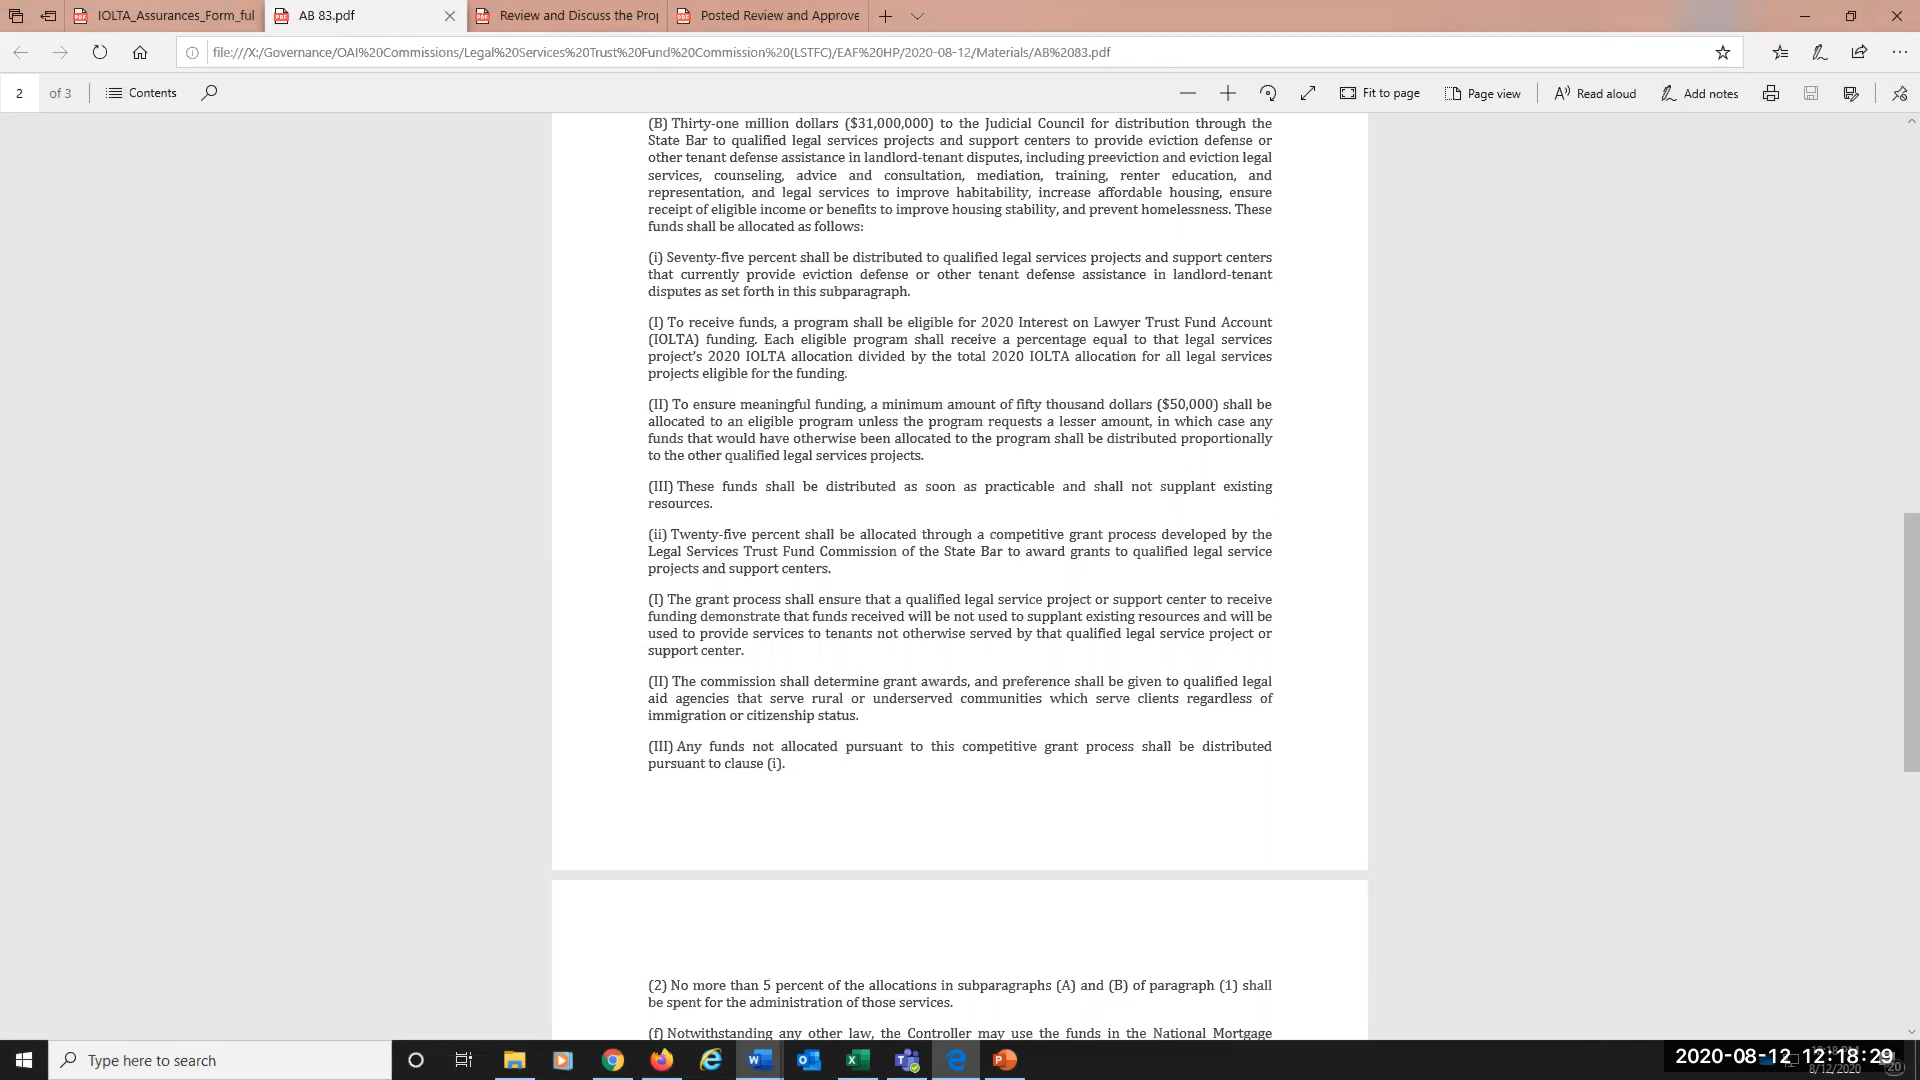 IOLTA_Assurances_Form_ful
AB 83.pdf
Review and Discuss the Proj
Posted Review and Approve
file:///X:/Governance/OAI%20Commissions/Legal%20Services%20Trust%20Fund%20Commission%20(LSTFC)/EAF%20HP/2020-08-12/Materials/AB%2083.pdf
2 of 3 Contents Fit to page Page view Read aloud Add notes
(B) Thirty-one million dollars ($31,000,000) to the Judicial Council for distribution through the
State Bar to qualified legal services projects and support centers to provide eviction defense or
other tenant defense assistance in landlord-tenant disputes, including preeviction and eviction legal
services, counseling, advice and consultation, mediation, training, renter education, and
representation, and legal services to improve habitability, increase affordable housing, ensure
receipt of eligible income or benefits to improve housing stability, and prevent homelessness. These
funds shall be allocated as follows:
(i) Seventy-five percent shall be distributed to qualified legal services projects and support centers
that currently provide eviction defense or other tenant defense assistance in landlord-tenant
disputes as set forth in this subparagraph.
(I) To receive funds, a program shall be eligible for 2020 Interest on Lawyer Trust Fund Account
(IOLTA) funding. Each eligible program shall receive a percentage equal to that legal services
project's 2020 IOLTA allocation divided by the total 2020 IOLTA allocation for all legal services
projects eligible for the funding.
(II) To ensure meaningful funding, a minimum amount of fifty thousand dollars ($50,000) shall be
allocated to an eligible program unless the program requests a lesser amount, in which case any
funds that would have otherwise been allocated to the program shall be distributed proportionally
to the other qualified legal services projects.
(III) These funds shall be distributed as soon as practicable and shall not supplant existing
resources.
(ii) Twenty-five percent shall be allocated through a competitive grant process developed by the
Legal Services Trust Fund Commission of the State Bar to award grants to qualified legal service
projects and support centers.
(I) The grant process shall ensure that a qualified legal service project or support center to receive
funding demonstrate that funds received will be not used to supplant existing resources and will be
used to provide services to tenants not otherwise served by that qualified legal service project or
support center.
(II) The commission shall determine grant awards, and preference shall be given to qualified legal
aid agencies that serve rural or underserved communities which serve clients regardless of
immigration or citizenship status.
(III) Any funds not allocated pursuant to this competitive grant process shall be distributed
pursuant to clause (i).
(2) No more than 5 percent of the allocations in subparagraphs (A) and (B) of paragraph (1) shall
be spent for the administration of those services.
(f) Notwithstanding any other law, the Controller may use the funds in the National Mortgage
Type here to search
2020-08-12 12:18:29
8/12/2020
20